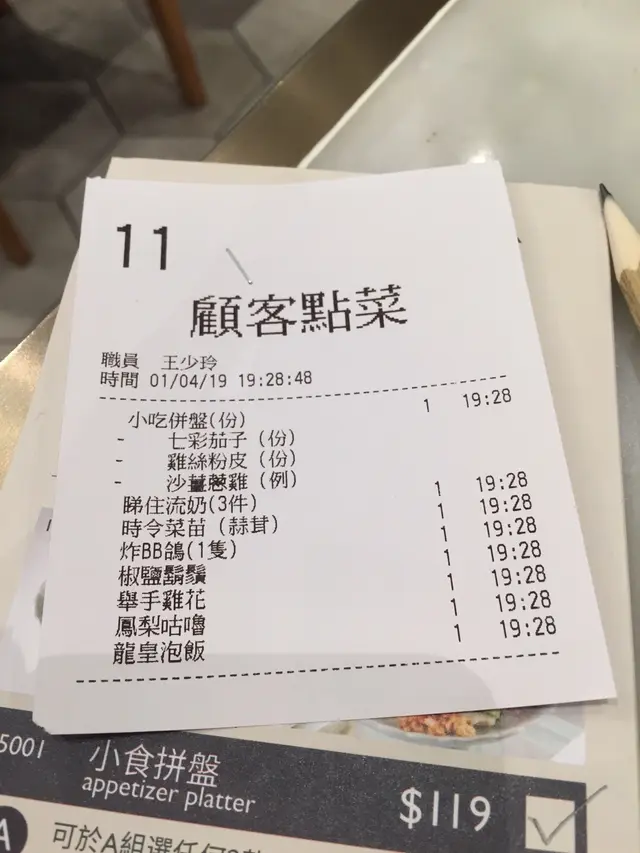 11
顧客點菜
職員 王少玲
時間 01/04/19 19:28:48
小吃併盤(份) 1 19:28
- 七彩茄子 (份)
- 雞絲粉皮 (份)
- 沙薑蔥雞 (例)
睇住流奶(3件) 1 19:28
時令菜苗 (蒜茸) 1 19:28
炸BB鴿(1隻) 1 19:28
椒鹽鬍鬚 1 19:28
舉手雞花 1 19:28
鳳梨咕嚕 1 19:28
龍皇泡飯 1 19:28
5001 小食拼盤
appetizer platter $119
A 可於A組選任何